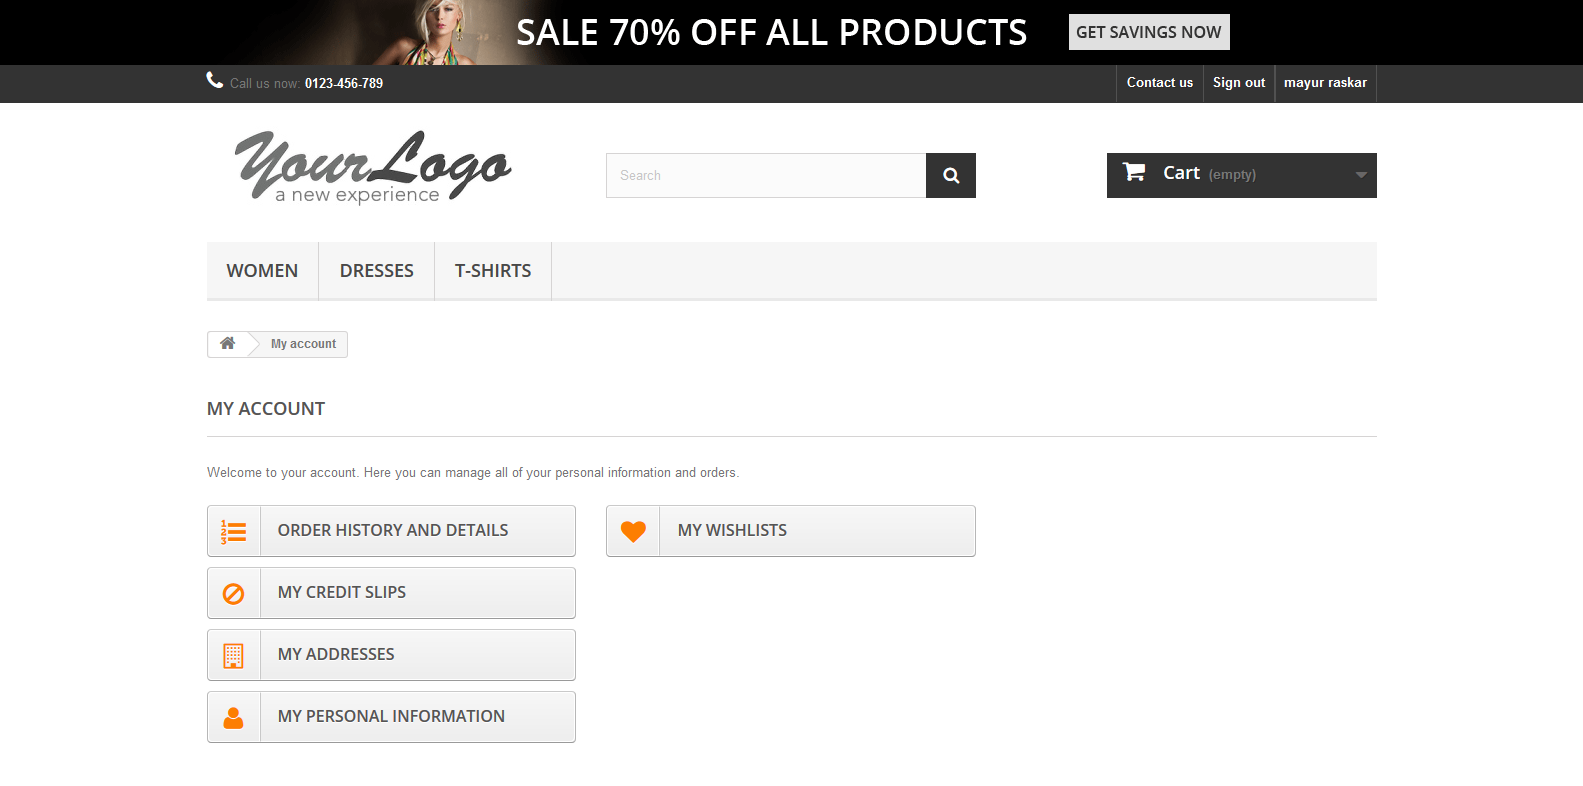 SALE 70% OFF ALL PRODUCTS GET SAVINGS NOW
Call us now: 0123-456-789 Contact us Sign out mayur raskar
YourLogo
a new experience
Search
Cart (empty)
WOMEN DRESSES T-SHIRTS
My account
MY ACCOUNT
Welcome to your account. Here you can manage all of your personal information and orders.
1
2
3
ORDER HISTORY AND DETAILS
MY WISHLISTS
MY CREDIT SLIPS
MY ADDRESSES
MY PERSONAL INFORMATION